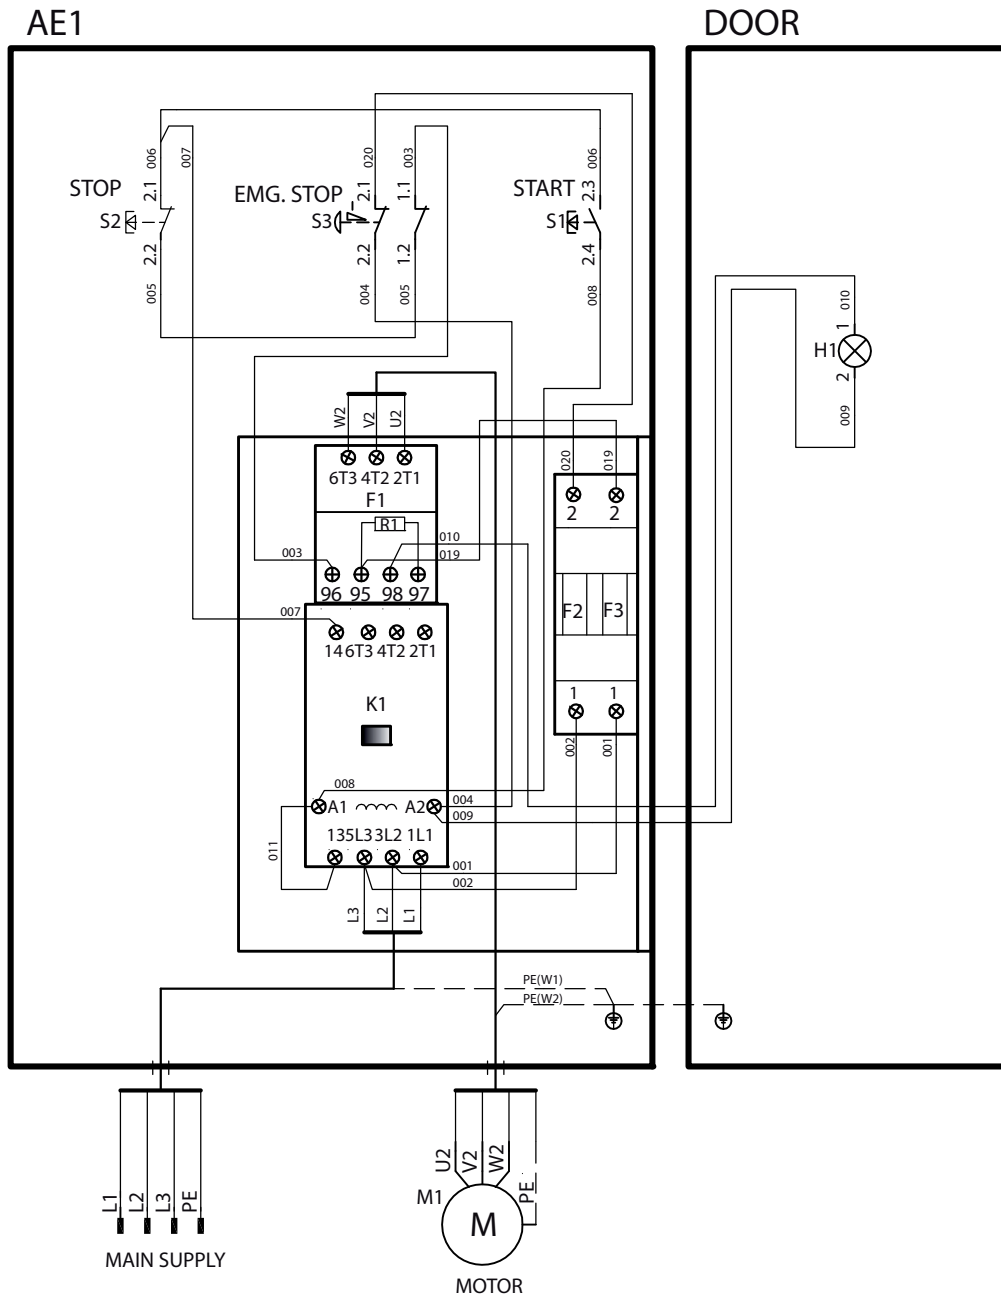 AE1
DOOR
006
007
020
003
006
STOP
2.1
EMG. STOP
2.1
1.1
START
2.3
S2
S3
S1
2.2
2.2
1.2
2.4
005
004
005
008
010
1
H1
2
009
W2
V2
U2
020
019
6T3 4T2 2T1
F1
2
2
R1
010
003
019
96 95 98 97
F2
F3
007
14 6T3 4T2 2T1
K1
1
1
002
001
008
A1
A2
004
009
13 5L3 3L2 1L1
011
001
002
L3
L2
L1
PE(W1)
PE(W2)
L1
L2
L3
PE
U2
V2
W2
PE
M1
M
MAIN SUPPLY
MOTOR